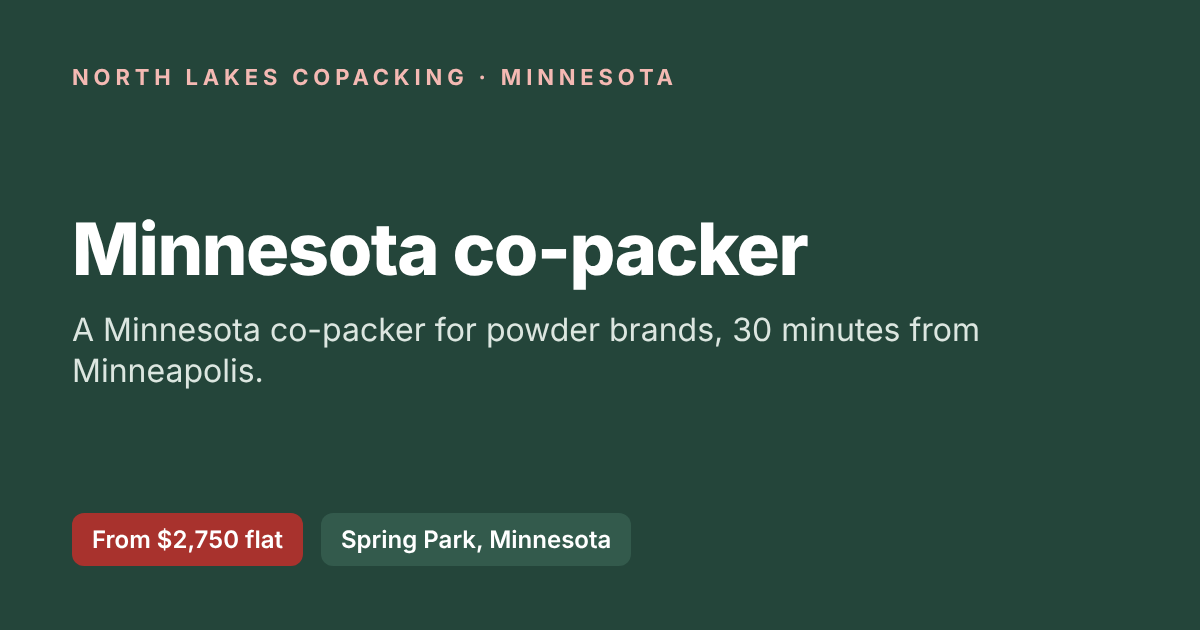 NORTH LAKES COPACKING · MINNESOTA
Minnesota co-packer
A Minnesota co-packer for powder brands, 30 minutes from
Minneapolis.
From $2,750 flat
Spring Park, Minnesota